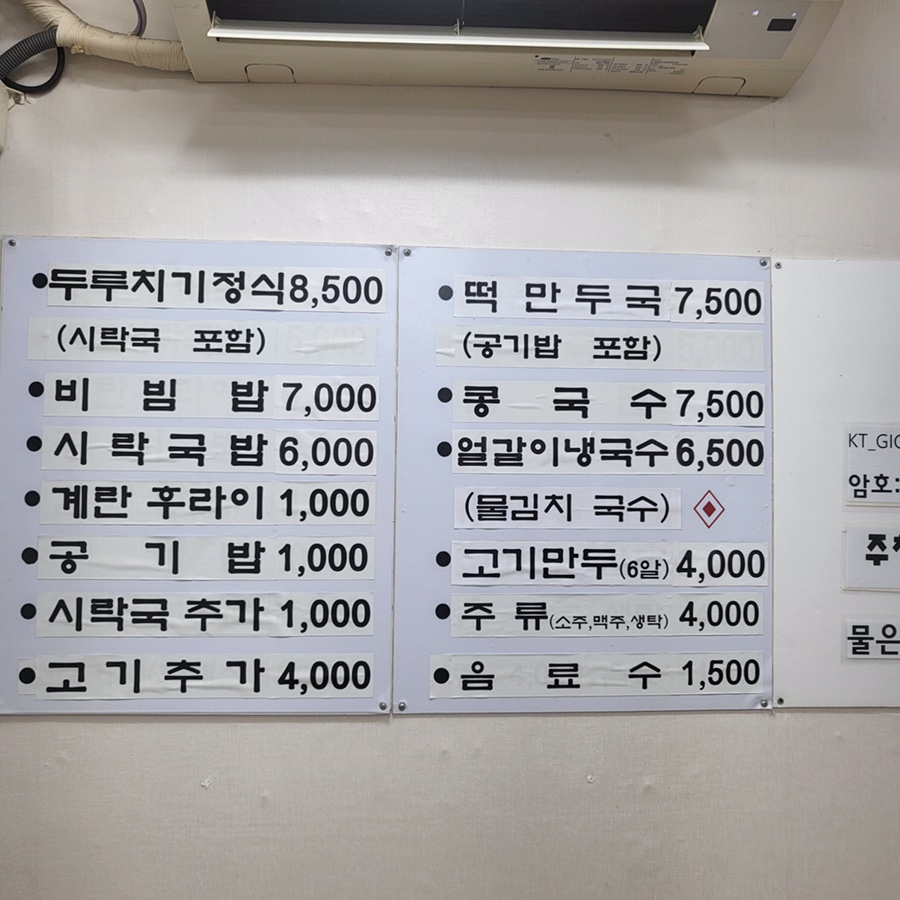 두루치기정식 8,500
(시락국 포함)
비빔밥 7,000
시락국밥 6,000
계란 후라이 1,000
공기밥 1,000
시락국 추가 1,000
고기추가 4,000
떡만두국 7,500
(공기밥 포함)
콩국수 7,500
얼갈이냉국수 6,500
(물김치 국수)
고기만두(6알) 4,000
주류(소주,맥주,생탁) 4,000
음료수 1,500
KT_GIG
암호:
물은